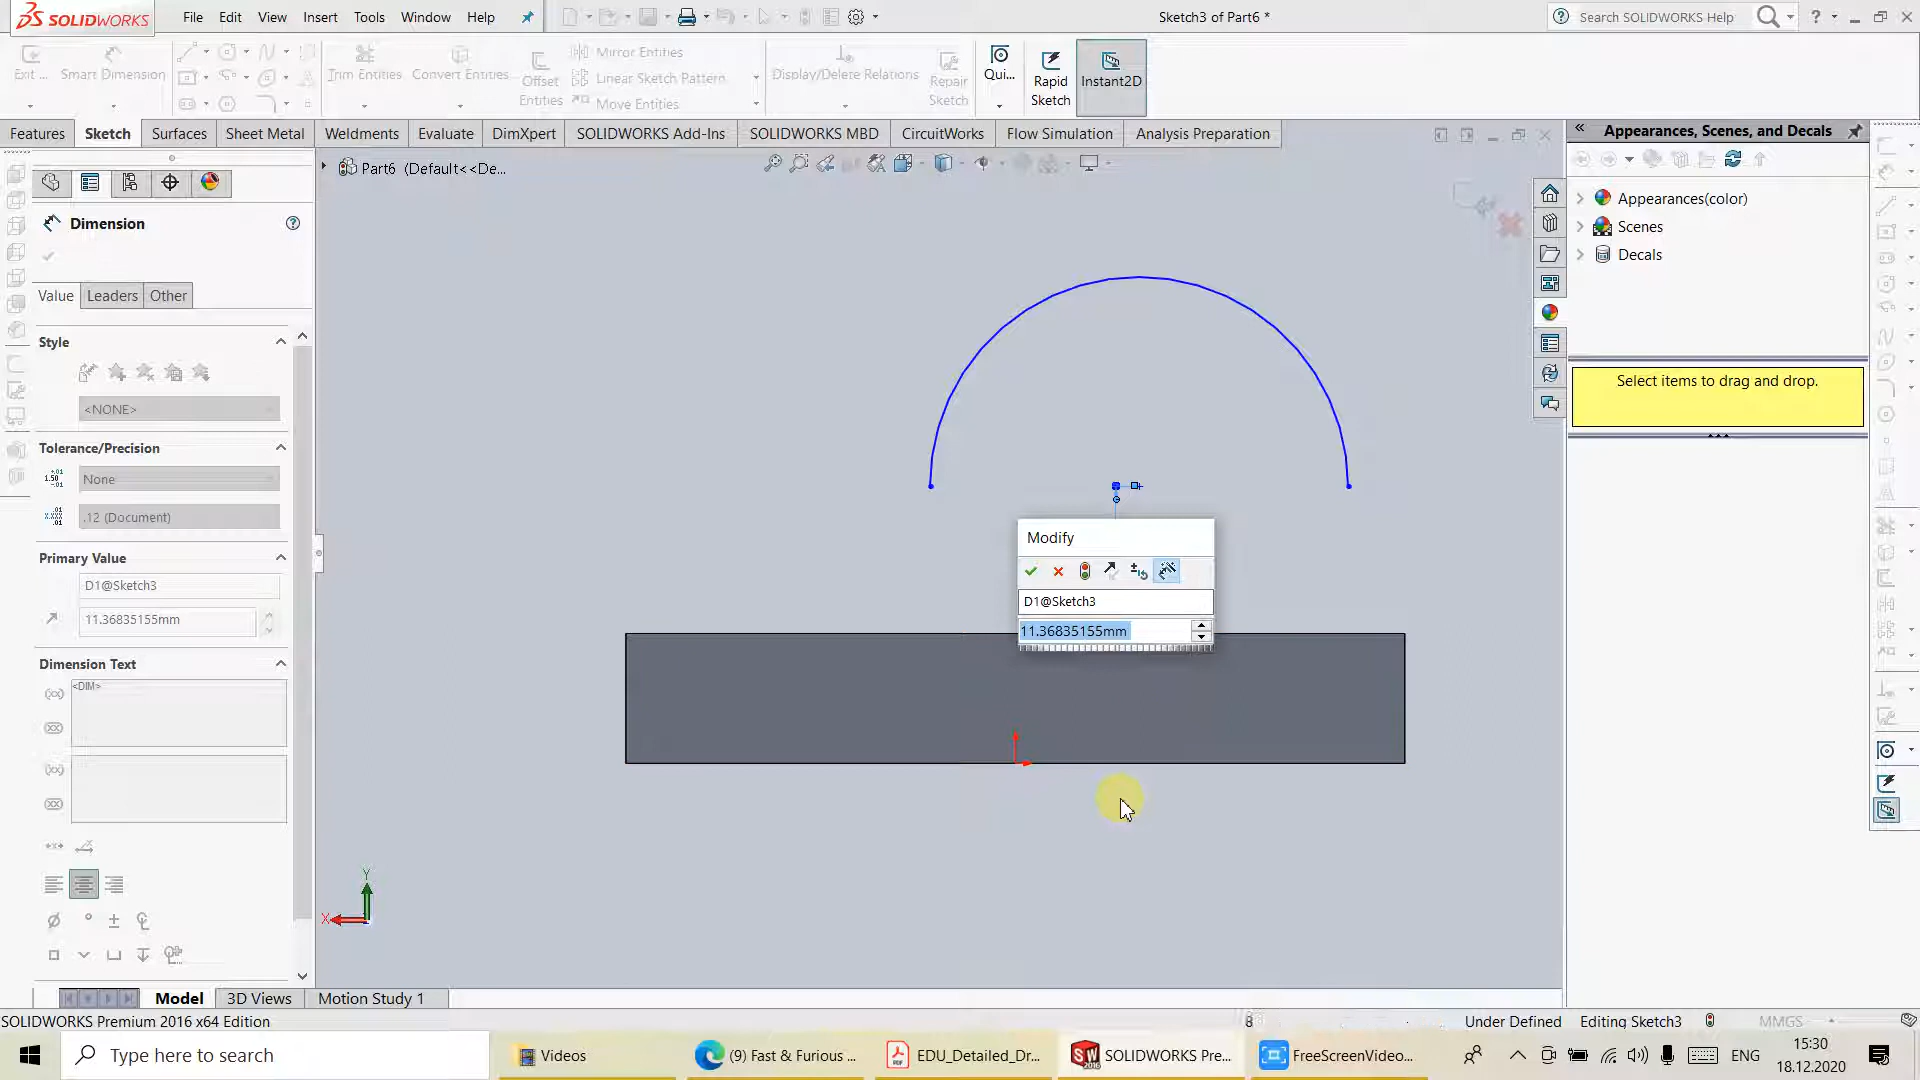 SOLIDWORKS File Edit View Insert Tools Window Help Sketch3 of Part6 * Search SOLIDWORKS Help ?
Exit ... Smart Dimension Trim Entities Convert Entities Offset Entities Mirror Entities Linear Sketch Pattern Move Entities Display/Delete Relations Repair Sketch Qui... Rapid Sketch Instant2D
Features Sketch Surfaces Sheet Metal Weldments Evaluate DimXpert SOLIDWORKS Add-Ins SOLIDWORKS MBD CircuitWorks Flow Simulation Analysis Preparation
Appearances, Scenes, and Decals
Part6 (Default<<De...
Appearances(color)
Scenes
Decals
Select items to drag and drop.
Dimension
Value Leaders Other
Style
<NONE>
Tolerance/Precision
None
.12 (Document)
Primary Value
D1@Sketch3
11.36835155mm
Dimension Text
<DIM>
Modify
D1@Sketch3
11.36835155mm
Y
X
Model 3D Views Motion Study 1
SOLIDWORKS Premium 2016 x64 Edition Under Defined Editing Sketch3 MMGS
Type here to search Videos (9) Fast & Furious ... EDU_Detailed_Dr... SOLIDWORKS Pre... FreeScreenVideo... ENG 15:30
18.12.2020